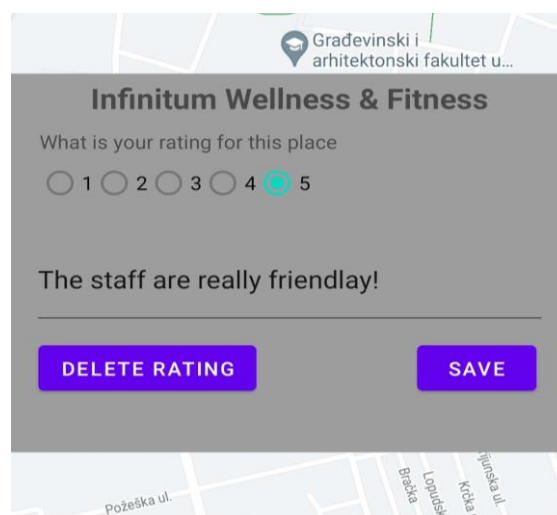 Građevinski i
arhitektonski fakultet u...
Infinitum Wellness & Fitness
What is your rating for this place
1 2 3 4 5
The staff are really friendlay!
DELETE RATING SAVE
Požeška ul.
Bračka
Lopudsk
Krčka
ijunska ul.